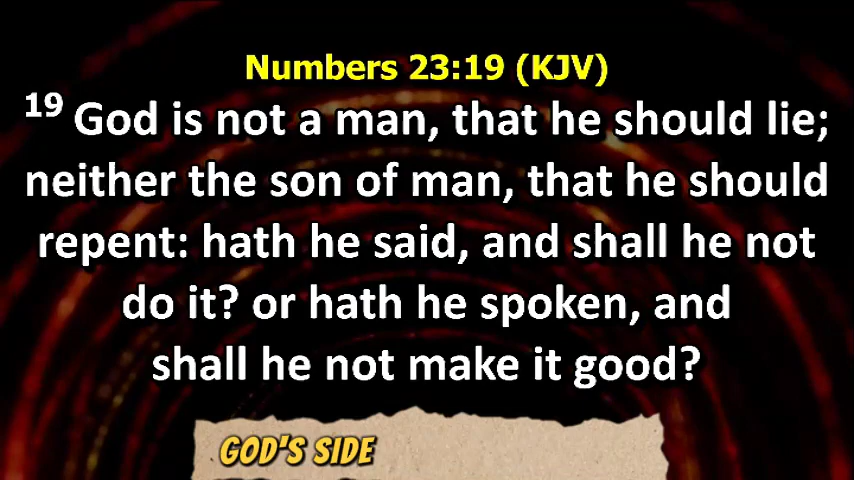 Numbers 23:19 (KJV)
19 God is not a man, that he should lie;
neither the son of man, that he should
repent: hath he said, and shall he not
do it? or hath he spoken, and
shall he not make it good?
GOD'S SIDE